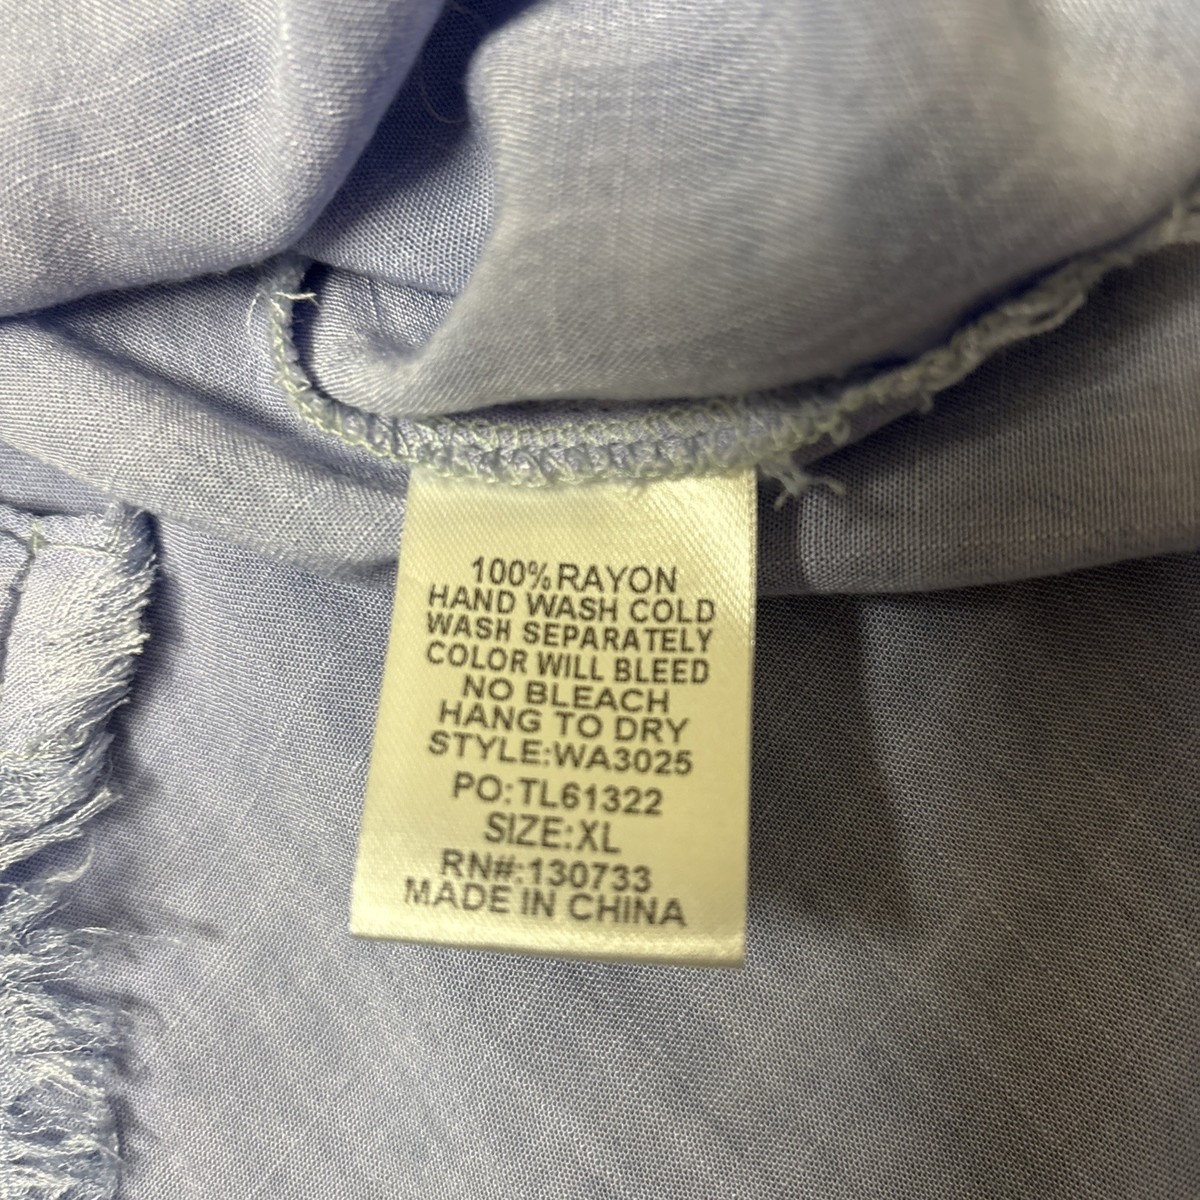 100%RAYON
HAND WASH COLD
WASH SEPARATELY
COLOR WILL BLEED
NO BLEACH
HANG TO DRY
STYLE:WA3025
PO:TL61322
SIZE:XL
RN#:130733
MADE IN CHINA